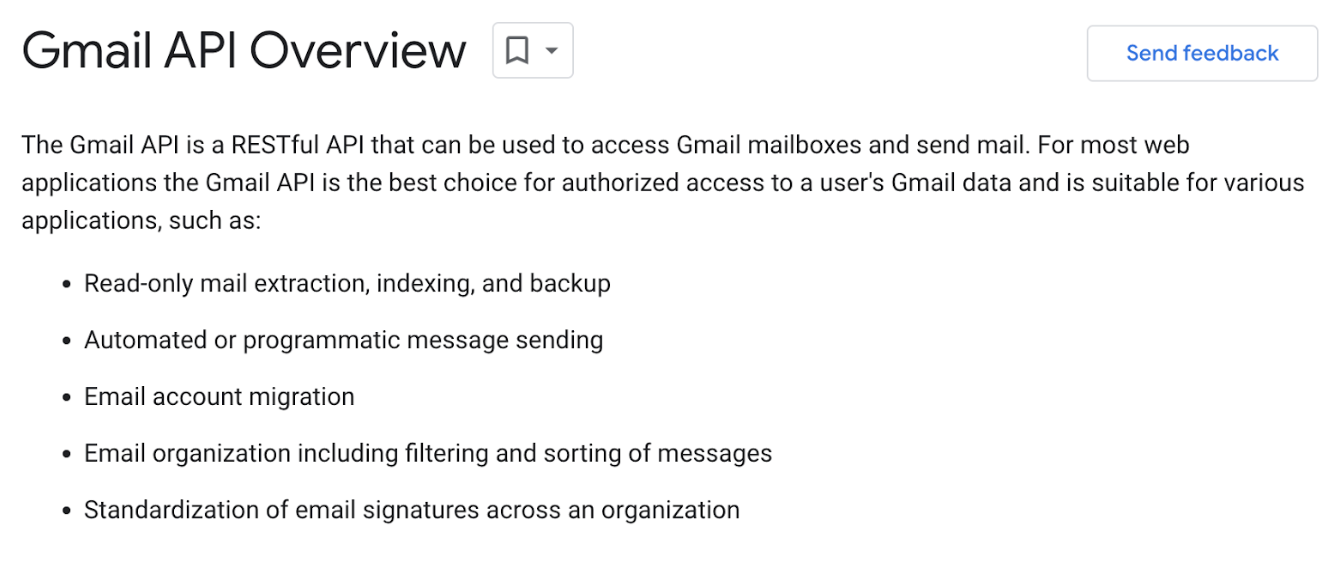 Gmail API Overview
Send feedback
The Gmail API is a RESTful API that can be used to access Gmail mailboxes and send mail. For most web
applications the Gmail API is the best choice for authorized access to a user's Gmail data and is suitable for various
applications, such as:
• Read-only mail extraction, indexing, and backup
• Automated or programmatic message sending
• Email account migration
• Email organization including filtering and sorting of messages
• Standardization of email signatures across an organization